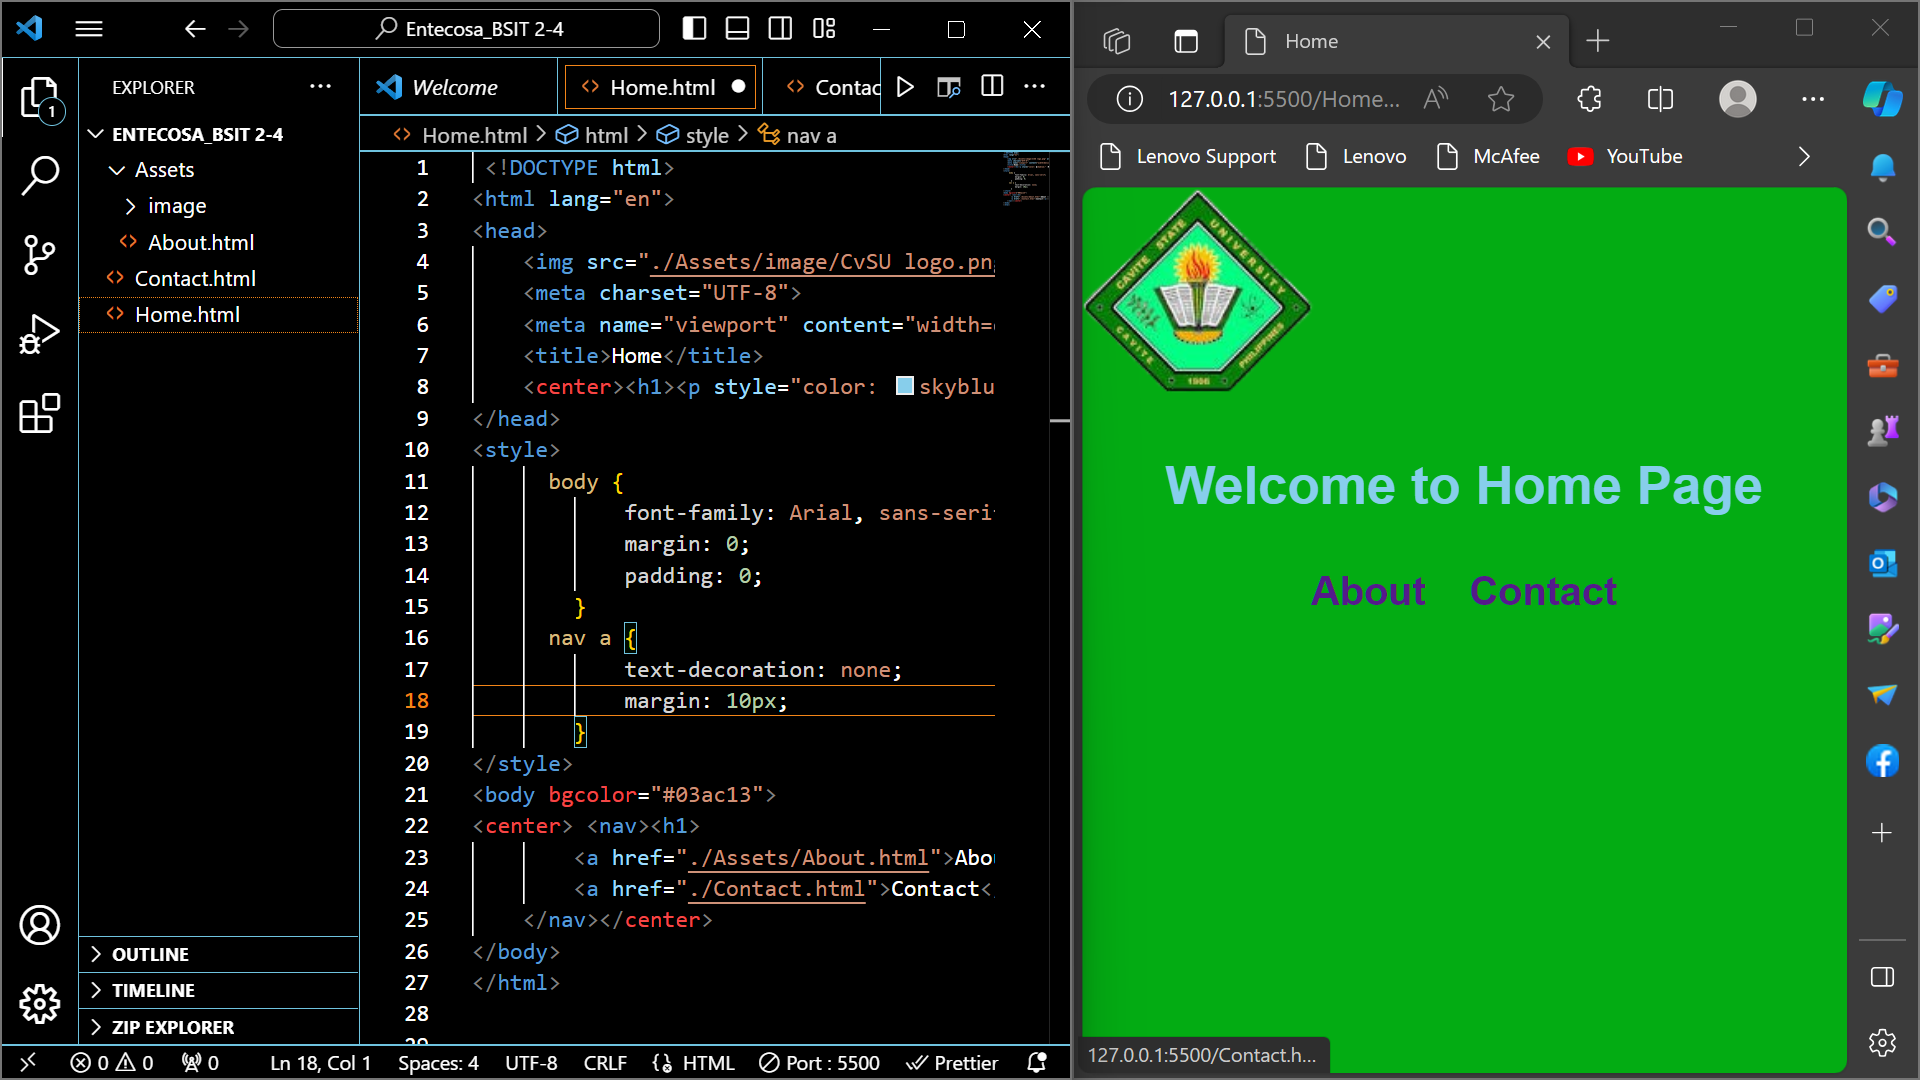 Entecosa_BSIT 2-4
EXPLORER
1
ENTECOSA_BSIT 2-4
Assets
image
About.html
Contact.html
Home.html
OUTLINE
TIMELINE
ZIP EXPLORER
Welcome
Home.html
Contac
Home.html > html > style > nav a
1 <!DOCTYPE html>
2 <html lang="en">
3 <head>
4 <img src="./Assets/image/CvSU logo.png
5 <meta charset="UTF-8">
6 <meta name="viewport" content="width=
7 <title>Home</title>
8 <center><h1><p style="color: skyblu
9 </head>
10 <style>
11 body {
12 font-family: Arial, sans-seri
13 margin: 0;
14 padding: 0;
15 }
16 nav a {
17 text-decoration: none;
18 margin: 10px;
19 }
20 </style>
21 <body bgcolor="#03ac13">
22 <center> <nav><h1>
23 <a href="./Assets/About.html">Abou
24 <a href="./Contact.html">Contact<
25 </nav></center>
26 </body>
27 </html>
28
29
0 0 0 Ln 18, Col 1 Spaces: 4 UTF-8 CRLF HTML Port : 5500 Prettier
Home
127.0.0.1:5500/Home...
Lenovo Support Lenovo McAfee YouTube
CAVITE STATE UNIVERSITY
CAVITE 1906 PHILIPPINES
Welcome to Home Page
About Contact
127.0.0.1:5500/Contact.h...